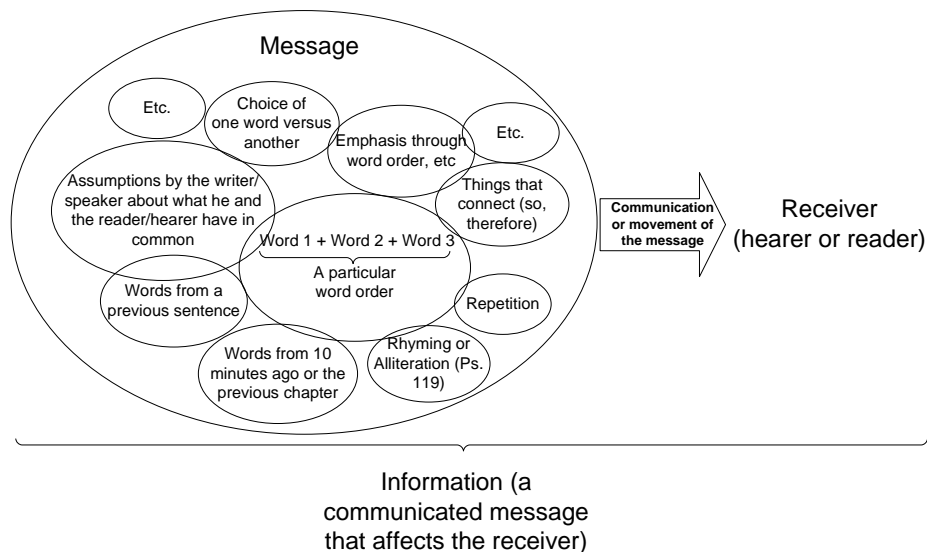 Message
Etc.
Choice of
one word versus
another
Emphasis through
word order, etc
Etc.
Assumptions by the writer/
speaker about what he and
the reader/hearer have in
common
Things that
connect (so,
therefore)
Word 1 + Word 2 + Word 3
A particular
word order
Words from a
previous sentence
Repetition
Words from 10
minutes ago or the
previous chapter
Rhyming or
Alliteration (Ps.
119)
Communication
or movement of
the message
Receiver
(hearer or reader)
Information (a
communicated message
that affects the receiver)